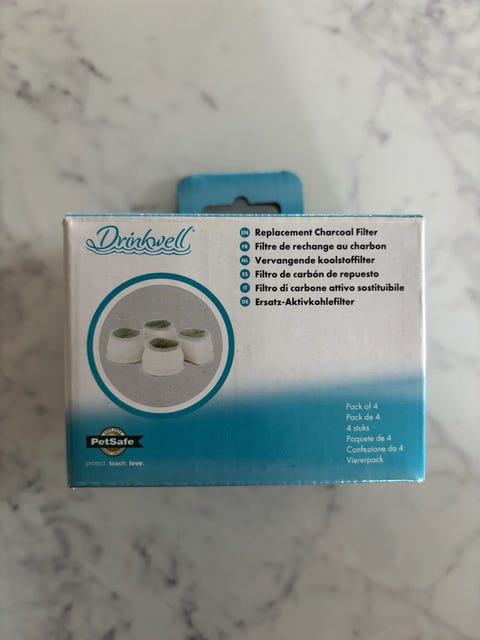 Drinkwell
EN Replacement Charcoal Filter
FR Filtre de rechange au charbon
NL Vervangende koolstoffilter
ES Filtro de carbón de repuesto
IT Filtro di carbone attivo sostituibile
DE Ersatz-Aktivkohlefilter
Pack of 4
Pack de 4
4 stuks
Paquete de 4
Confezione da 4
Viererpack
PetSafe
protect. teach. love.